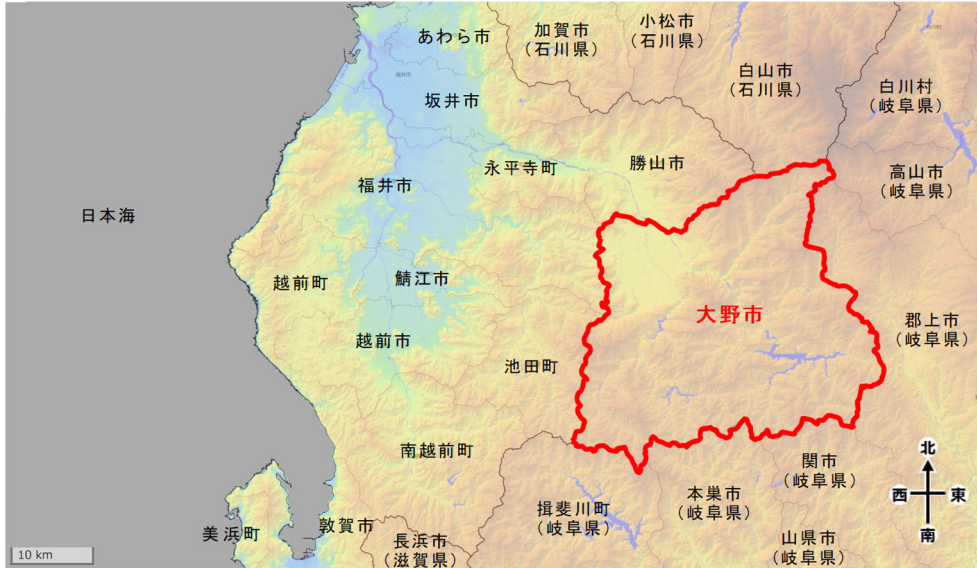 あわら市
加賀市
（石川県）
小松市
（石川県）
白山市
（石川県）
白川村
（岐阜県）
坂井市
永平寺町
勝山市
高山市
（岐阜県）
福井市
日本海
越前町
鯖江市
大野市
郡上市
（岐阜県）
越前市
池田町
南越前町
関市
（岐阜県）
北
西
東
南
本巣市
（岐阜県）
揖斐川町
（岐阜県）
美浜町
敦賀市
長浜市
（滋賀県）
山県市
（岐阜県）
10 km